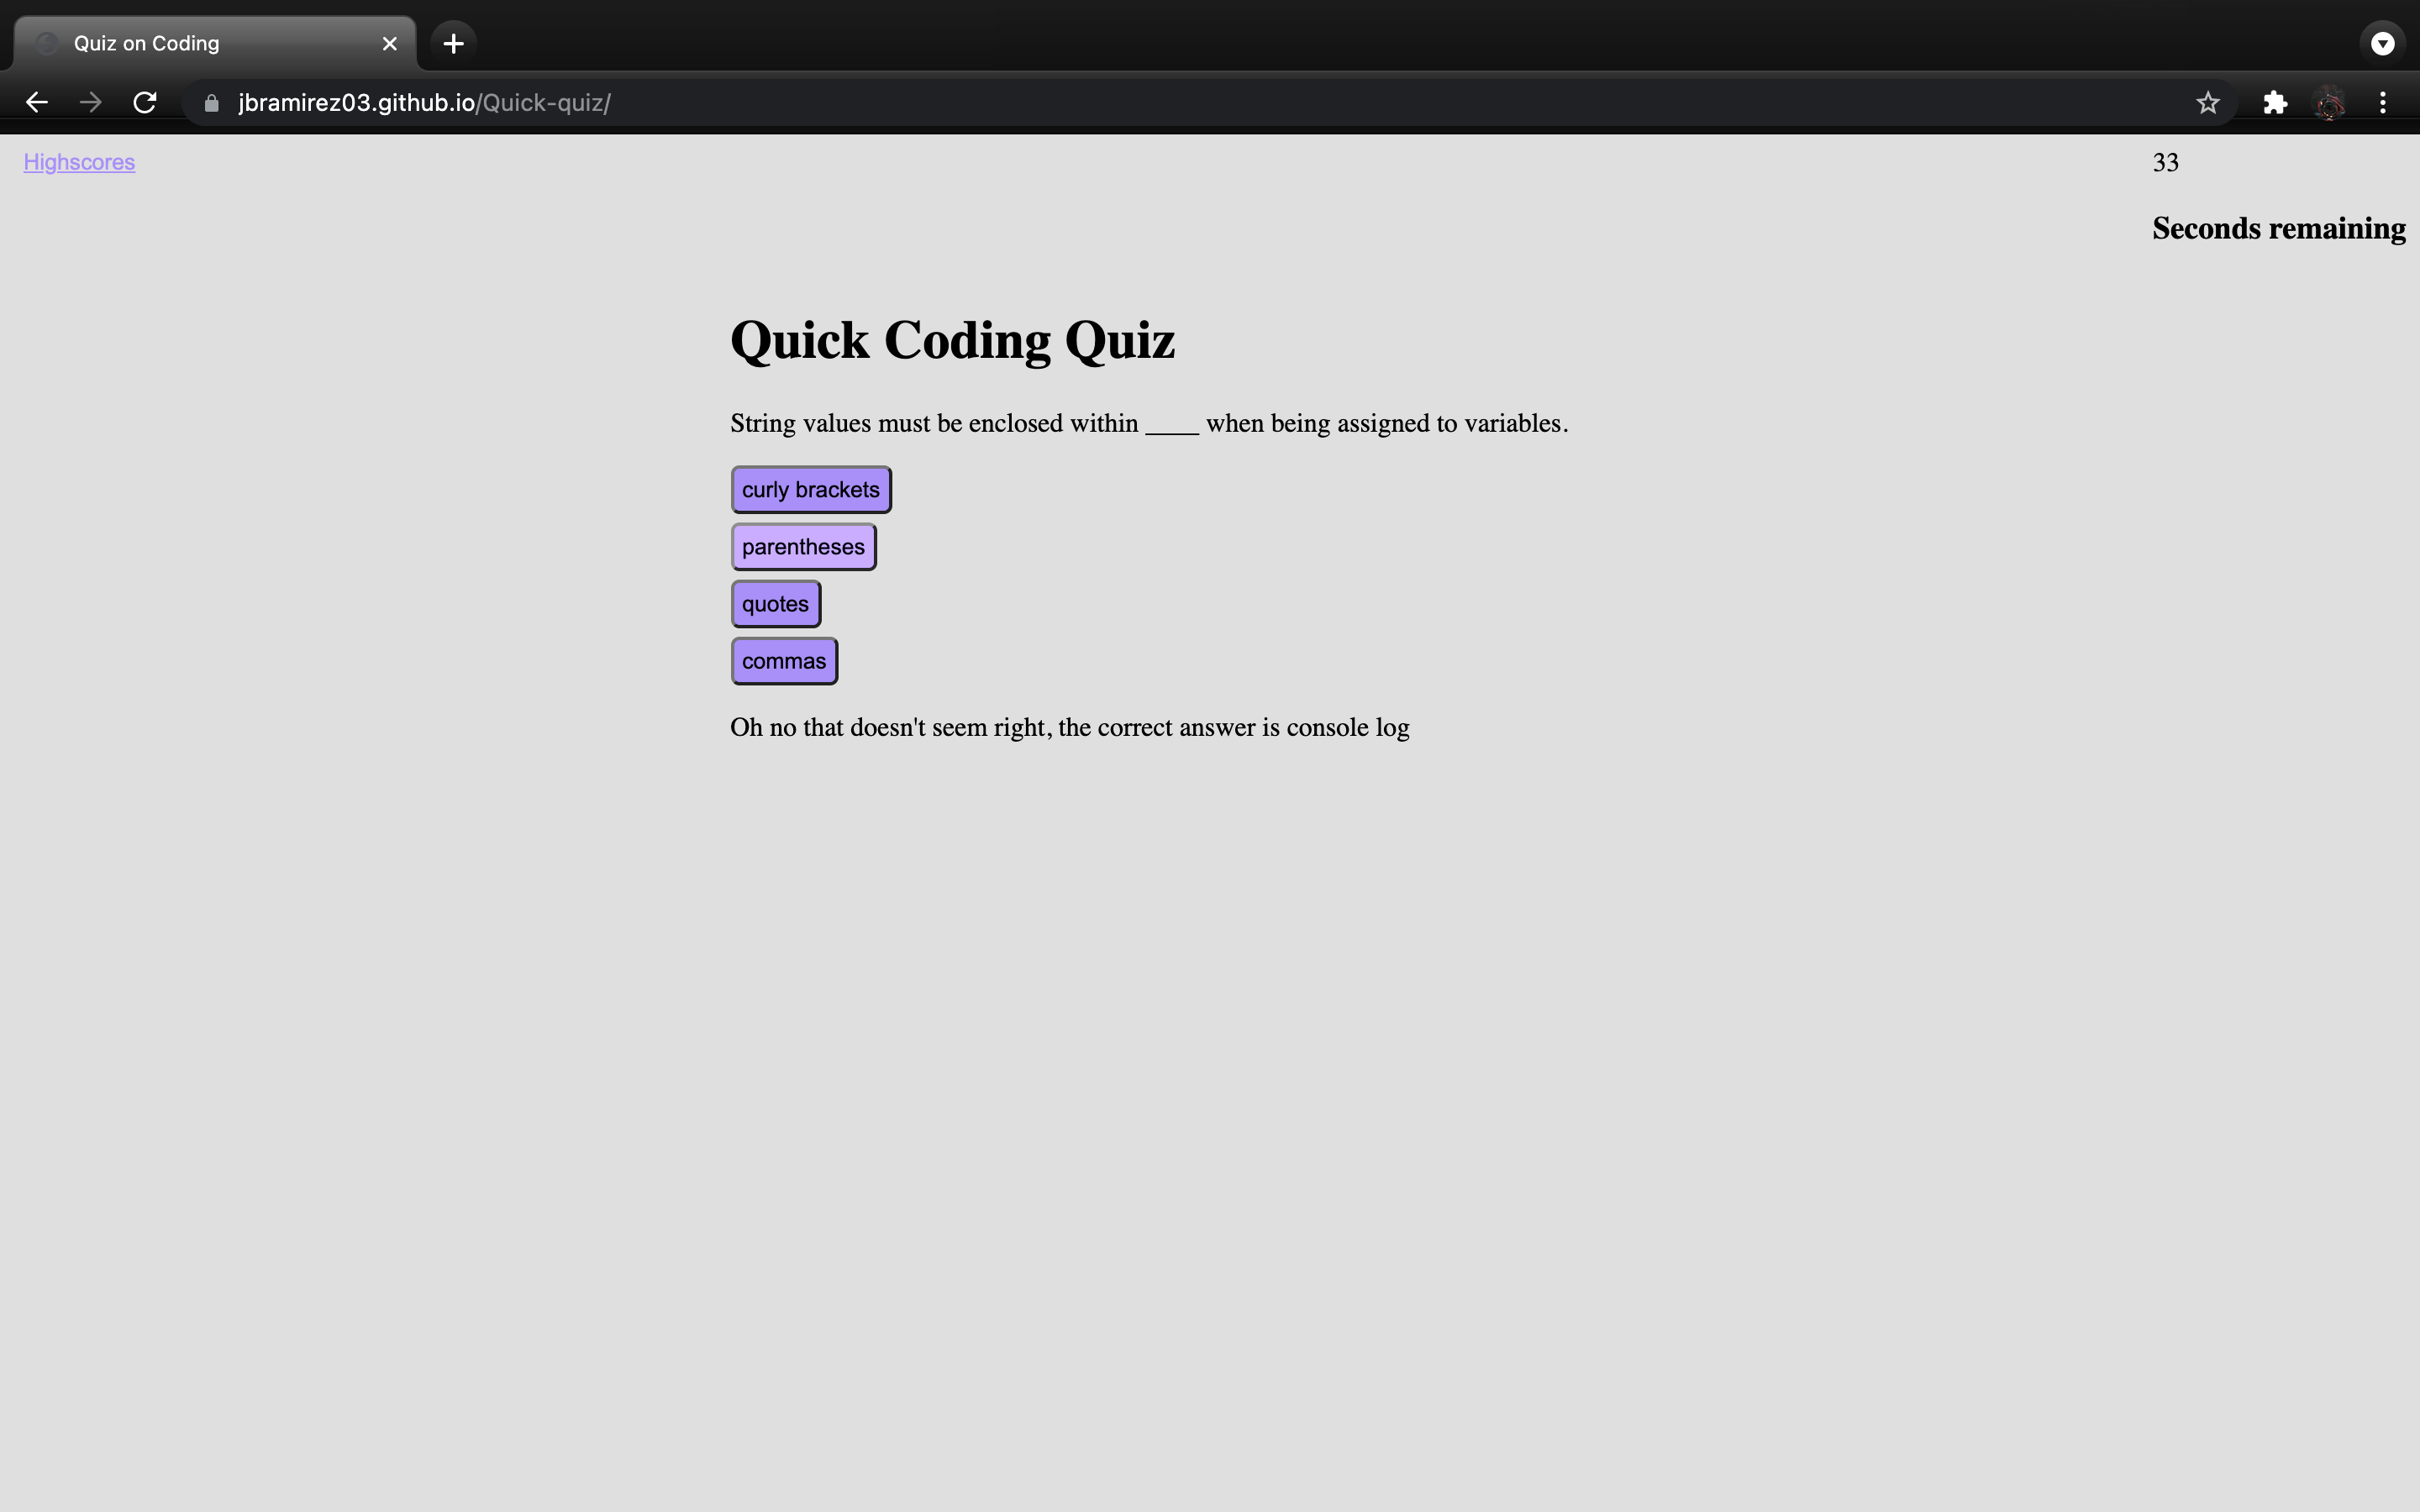 Quiz on Coding
jbramirez03.github.io/Quick-quiz/
Highscores
33
Seconds remaining
Quick Coding Quiz
String values must be enclosed within ____ when being assigned to variables.
curly brackets
parentheses
quotes
commas
Oh no that doesn't seem right, the correct answer is console log